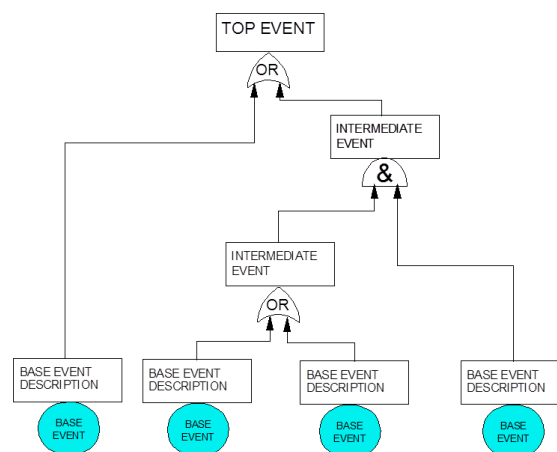 TOP EVENT
OR
INTERMEDIATE
EVENT
&
INTERMEDIATE
EVENT
OR
BASE EVENT
DESCRIPTION
BASE EVENT
DESCRIPTION
BASE EVENT
DESCRIPTION
BASE EVENT
DESCRIPTION
BASE
EVENT
BASE
EVENT
BASE
EVENT
BASE
EVENT